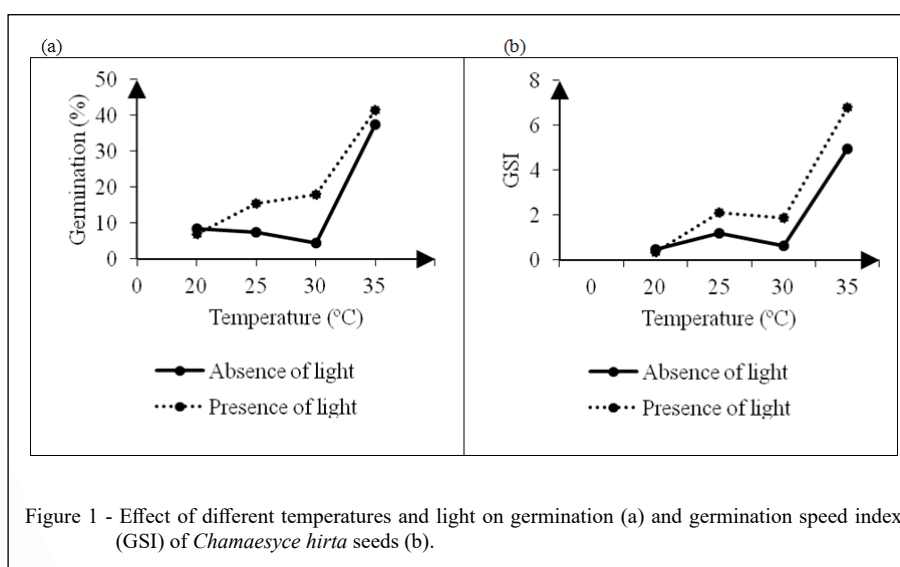 (a)
50
40
30
20
10
0
Germination (%)
0 20 25 30 35
Temperature (°C)
Absence of light
Presence of light
(b)
8
6
4
2
0
GSI
0 20 25 30 35
Temperature (°C)
Absence of light
Presence of light
Figure 1 - Effect of different temperatures and light on germination (a) and germination speed index
(GSI) of Chamaesyce hirta seeds (b).